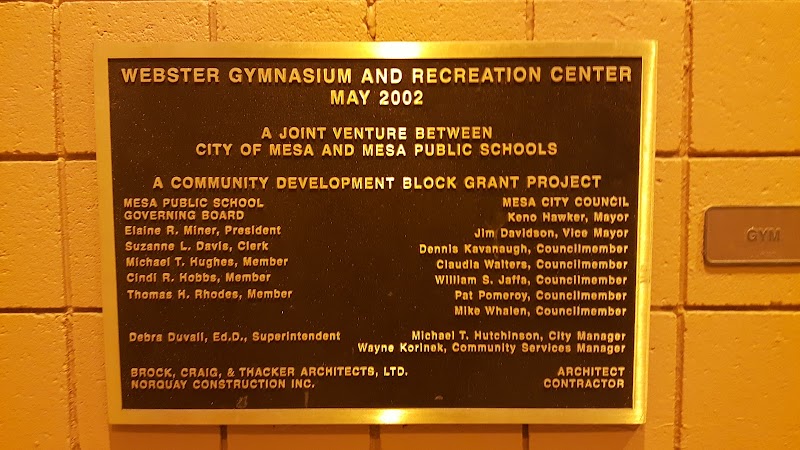 WEBSTER GYMNASIUM AND RECREATION CENTER
MAY 2002
A JOINT VENTURE BETWEEN
CITY OF MESA AND MESA PUBLIC SCHOOLS
A COMMUNITY DEVELOPMENT BLOCK GRANT PROJECT
MESA PUBLIC SCHOOL
GOVERNING BOARD
Elaine R. Miner, President
Suzanne L. Davis, Clerk
Michael T. Hughes, Member
Cindi R. Hobbs, Member
Thomas H. Rhodes, Member
MESA CITY COUNCIL
Keno Hawker, Mayor
Jim Davidson, Vice Mayor
Dennis Kavanaugh, Councilmember
Claudia Walters, Councilmember
William S. Jaffa, Councilmember
Pat Pomeroy, Councilmember
Mike Whalen, Councilmember
Debra Duvall, Ed.D., Superintendent
Michael T. Hutchinson, City Manager
Wayne Korinek, Community Services Manager
BROCK, CRAIG, & THACKER ARCHITECTS, LTD. ARCHITECT
NORQUAY CONSTRUCTION INC. CONTRACTOR
GYM